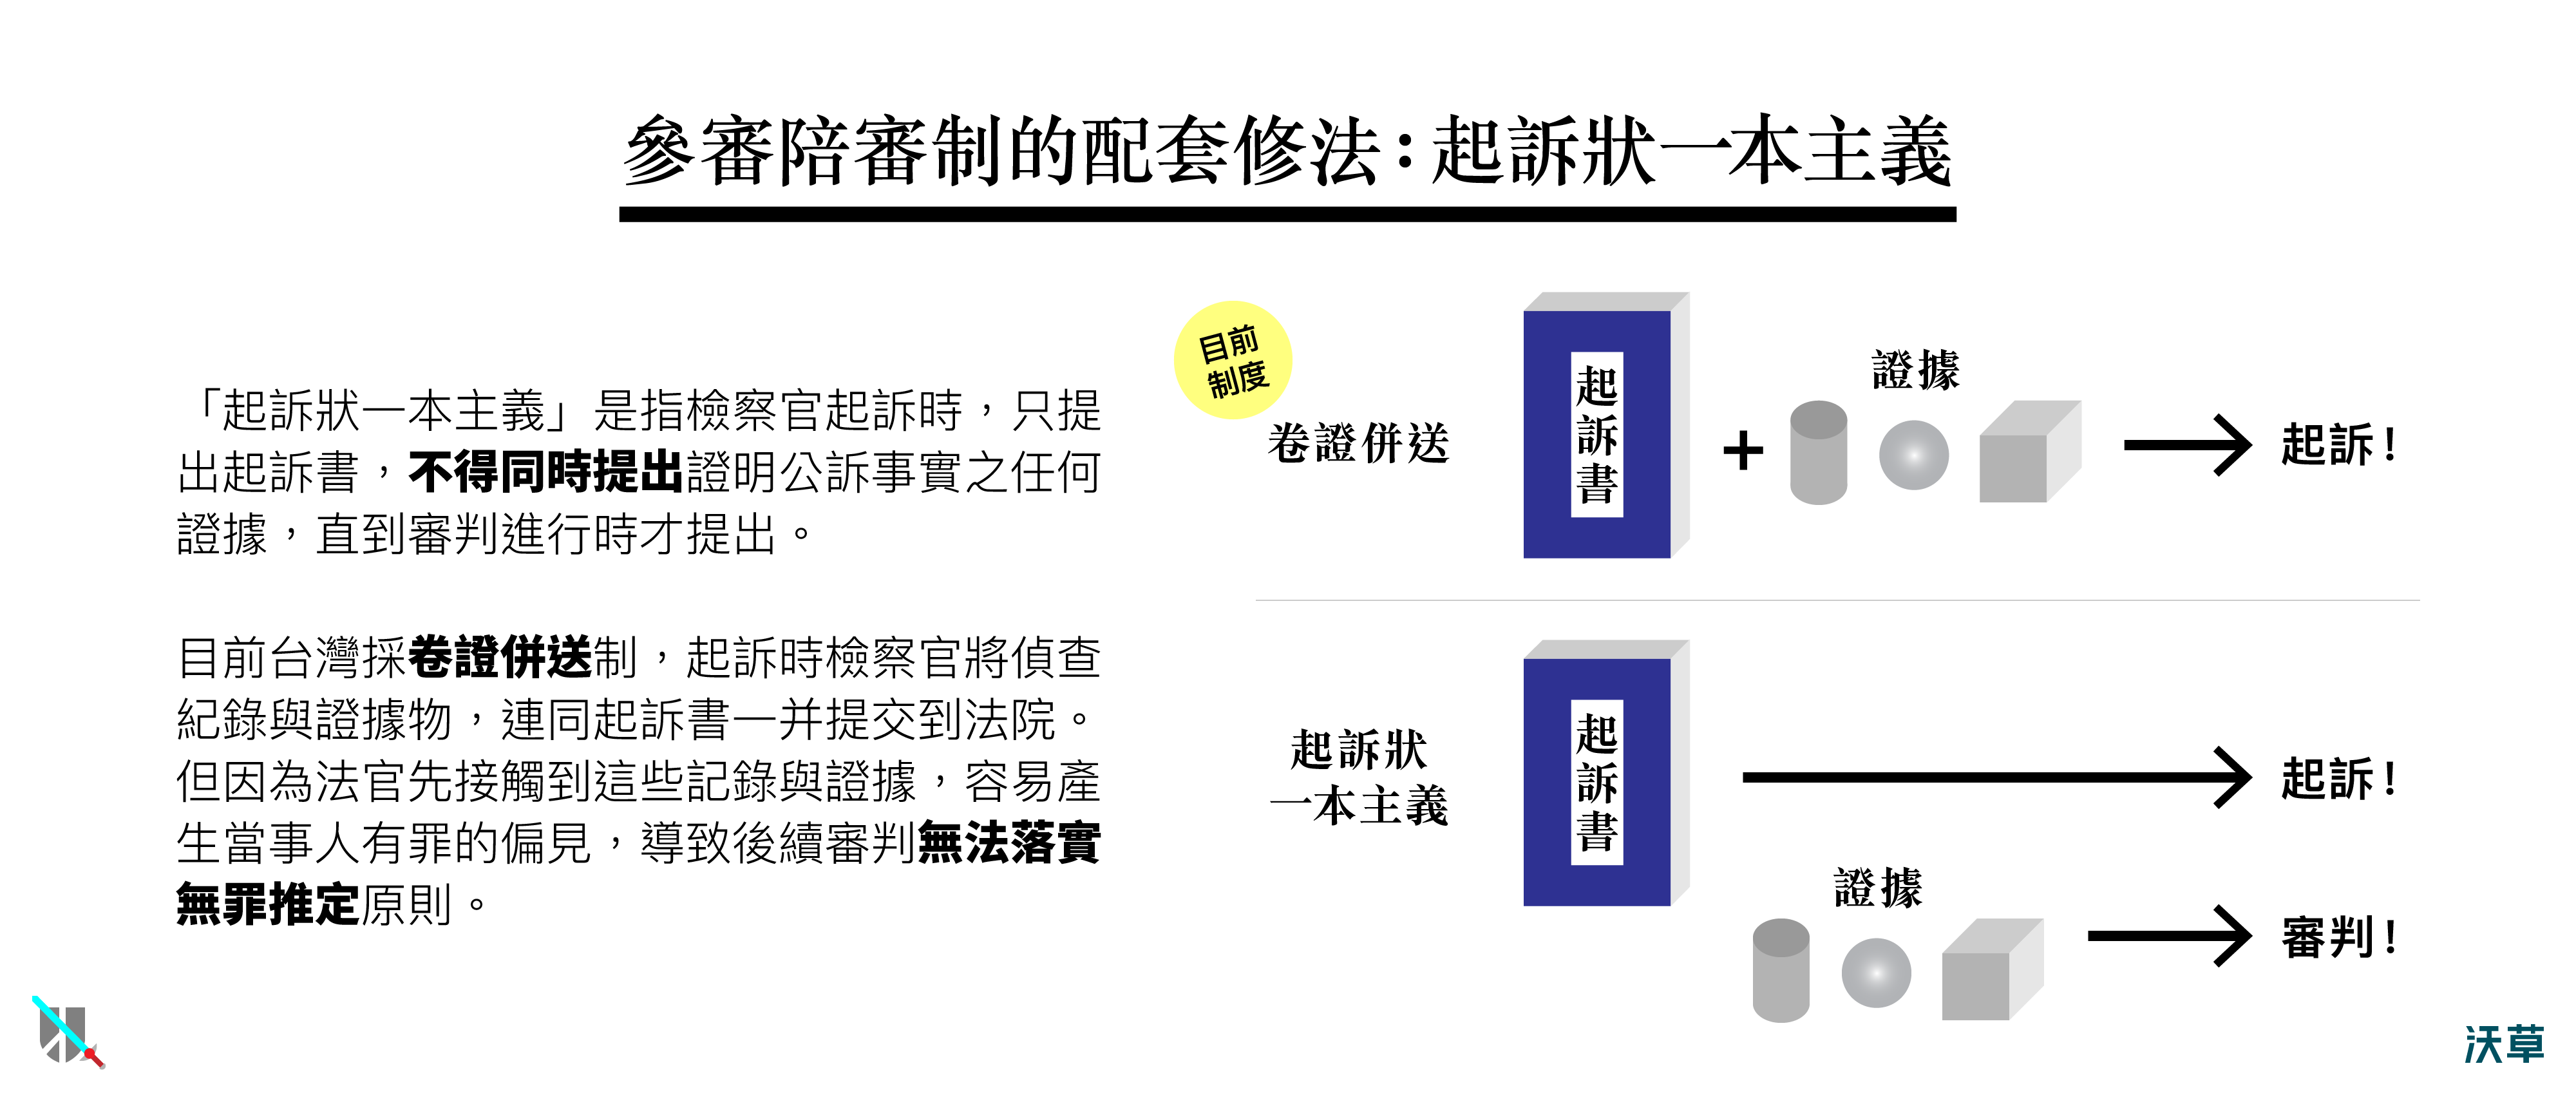 參審陪審制的配套修法：起訴狀一本主義
「起訴狀一本主義」是指檢察官起訴時，只提
出起訴書，不得同時提出證明公訴事實之任何
證據，直到審判進行時才提出。
目前台灣採卷證併送制，起訴時檢察官將偵查
紀錄與證據物，連同起訴書一并提交到法院。
但因為法官先接觸到這些記錄與證據，容易產
生當事人有罪的偏見，導致後續審判無法落實
無罪推定原則。
目前
制度
卷證併送
起訴書
+
證據
起訴！
起訴狀
一本主義
起訴書
起訴！
證據
審判！
沃草